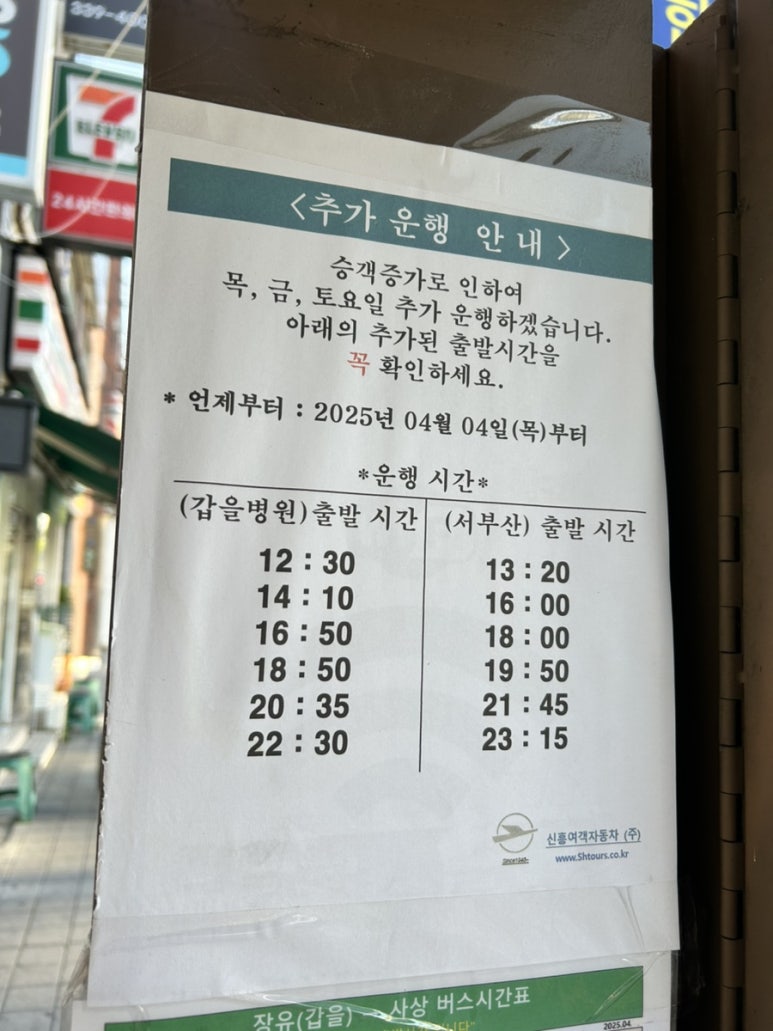 339-40
ELEVEN
24시간편의
<추가 운행 안내>
승객증가로 인하여
목, 금, 토요일 추가 운행하겠습니다.
아래의 추가된 출발시간을
꼭 확인하세요.
* 언제부터 : 2025년 04월 04일(목)부터
*운행 시간*
(갑을병원)출발 시간 (서부산) 출발 시간
12 : 30 13 : 20
14 : 10 16 : 00
16 : 50 18 : 00
18 : 50 19 : 50
20 : 35 21 : 45
22 : 30 23 : 15
신흥여객자동차 (주)
www.Shtours.co.kr
장유(갑을) → 사상 버스시간표
2025.04.